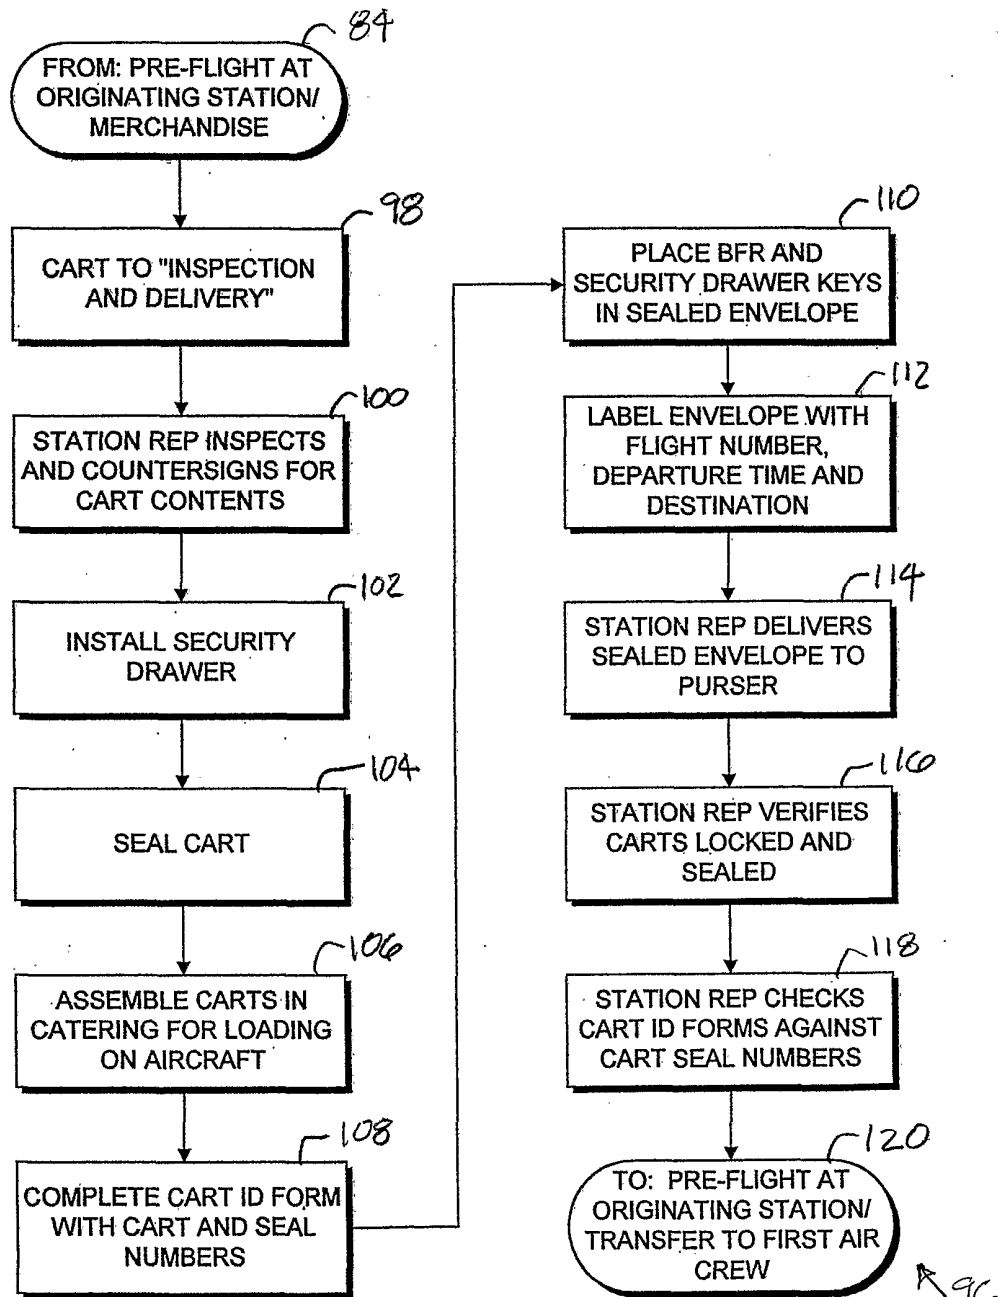 84
FROM: PRE-FLIGHT AT
ORIGINATING STATION/
MERCHANDISE
98
CART TO "INSPECTION
AND DELIVERY"
100
STATION REP INSPECTS
AND COUNTERSIGNS FOR
CART CONTENTS
102
INSTALL SECURITY
DRAWER
104
SEAL CART
106
ASSEMBLE CARTS IN
CATERING FOR LOADING
ON AIRCRAFT
108
COMPLETE CART ID FORM
WITH CART AND SEAL
NUMBERS
110
PLACE BFR AND
SECURITY DRAWER KEYS
IN SEALED ENVELOPE
112
LABEL ENVELOPE WITH
FLIGHT NUMBER,
DEPARTURE TIME AND
DESTINATION
114
STATION REP DELIVERS
SEALED ENVELOPE TO
PURSER
116
STATION REP VERIFIES
CARTS LOCKED AND
SEALED
118
STATION REP CHECKS
CART ID FORMS AGAINST
CART SEAL NUMBERS
120
TO: PRE-FLIGHT AT
ORIGINATING STATION/
TRANSFER TO FIRST AIR
CREW
96